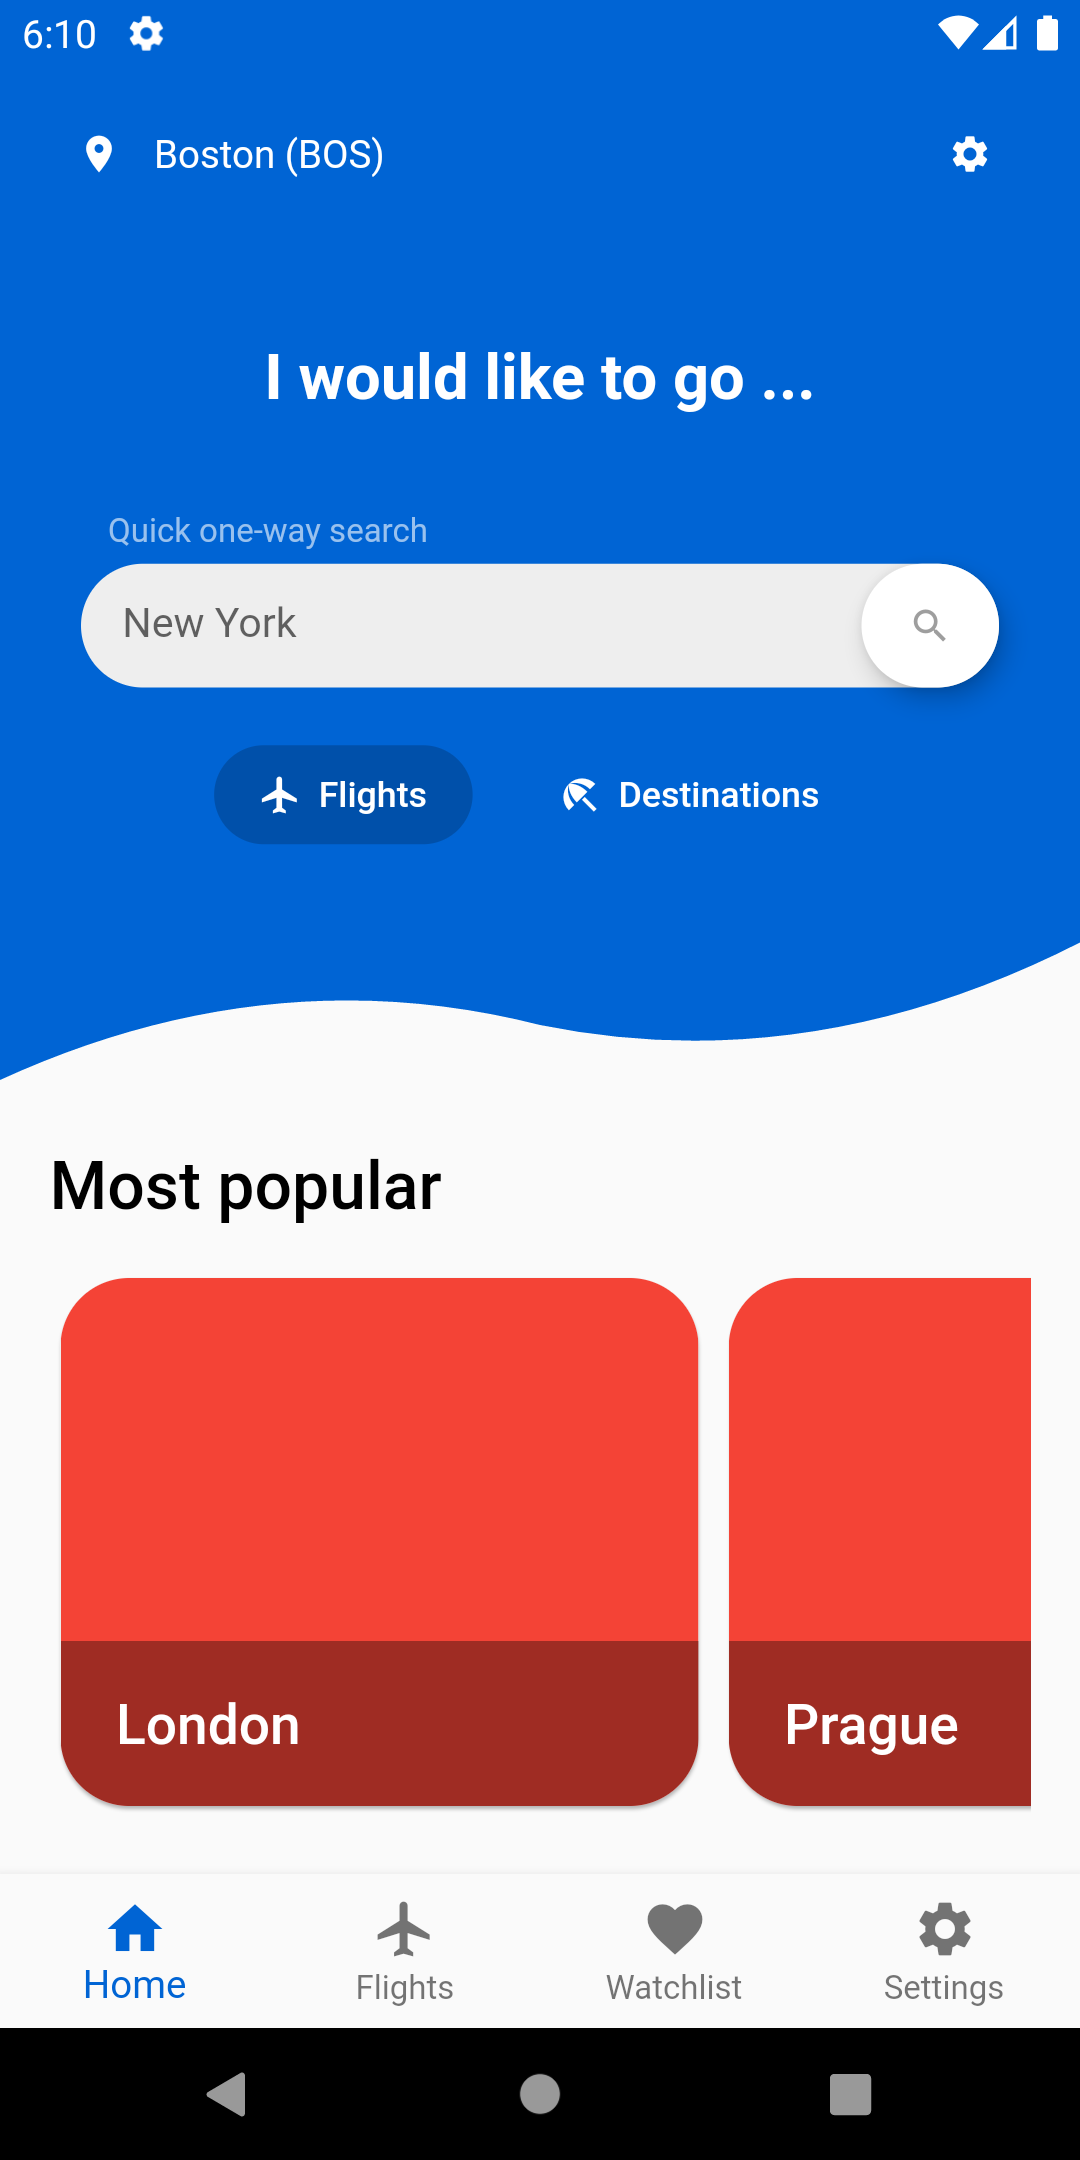 6:10
Boston (BOS)
I would like to go ...
Quick one-way search
New York
Flights
Destinations
Most popular
London
Prague
Home
Flights
Watchlist
Settings